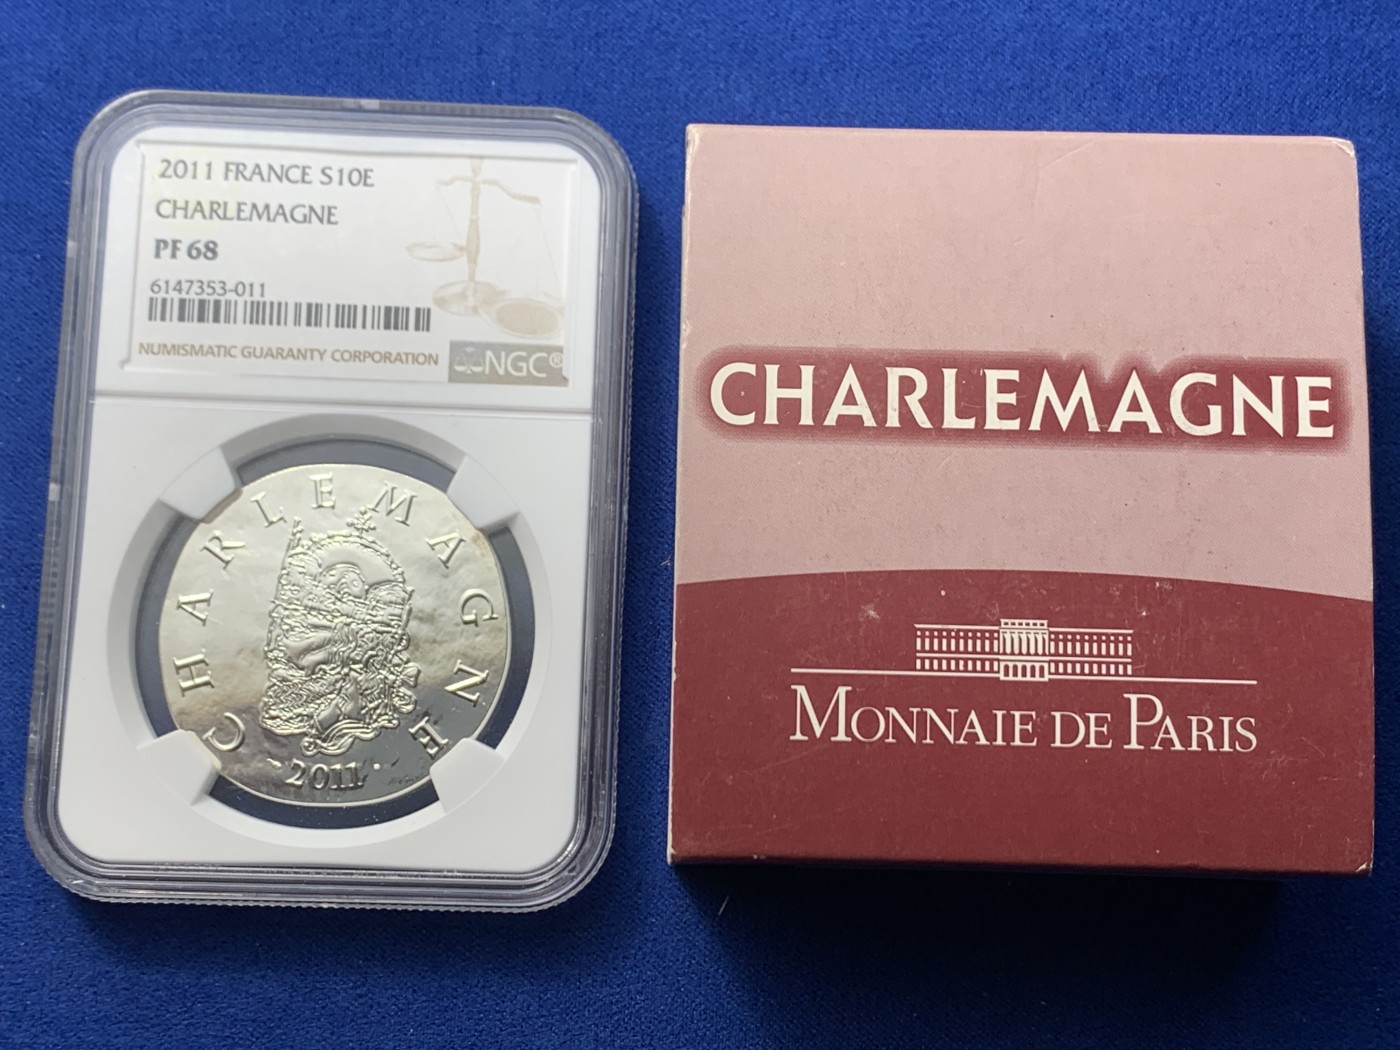 2011 FRANCE S10E
CHARLEMAGNE
PF 68
6147353-011
NUMISMATIC GUARANTY CORPORATION
NGC®
CHARLEMAGNE
2011
CHARLEMAGNE
MONNAIE DE PARIS